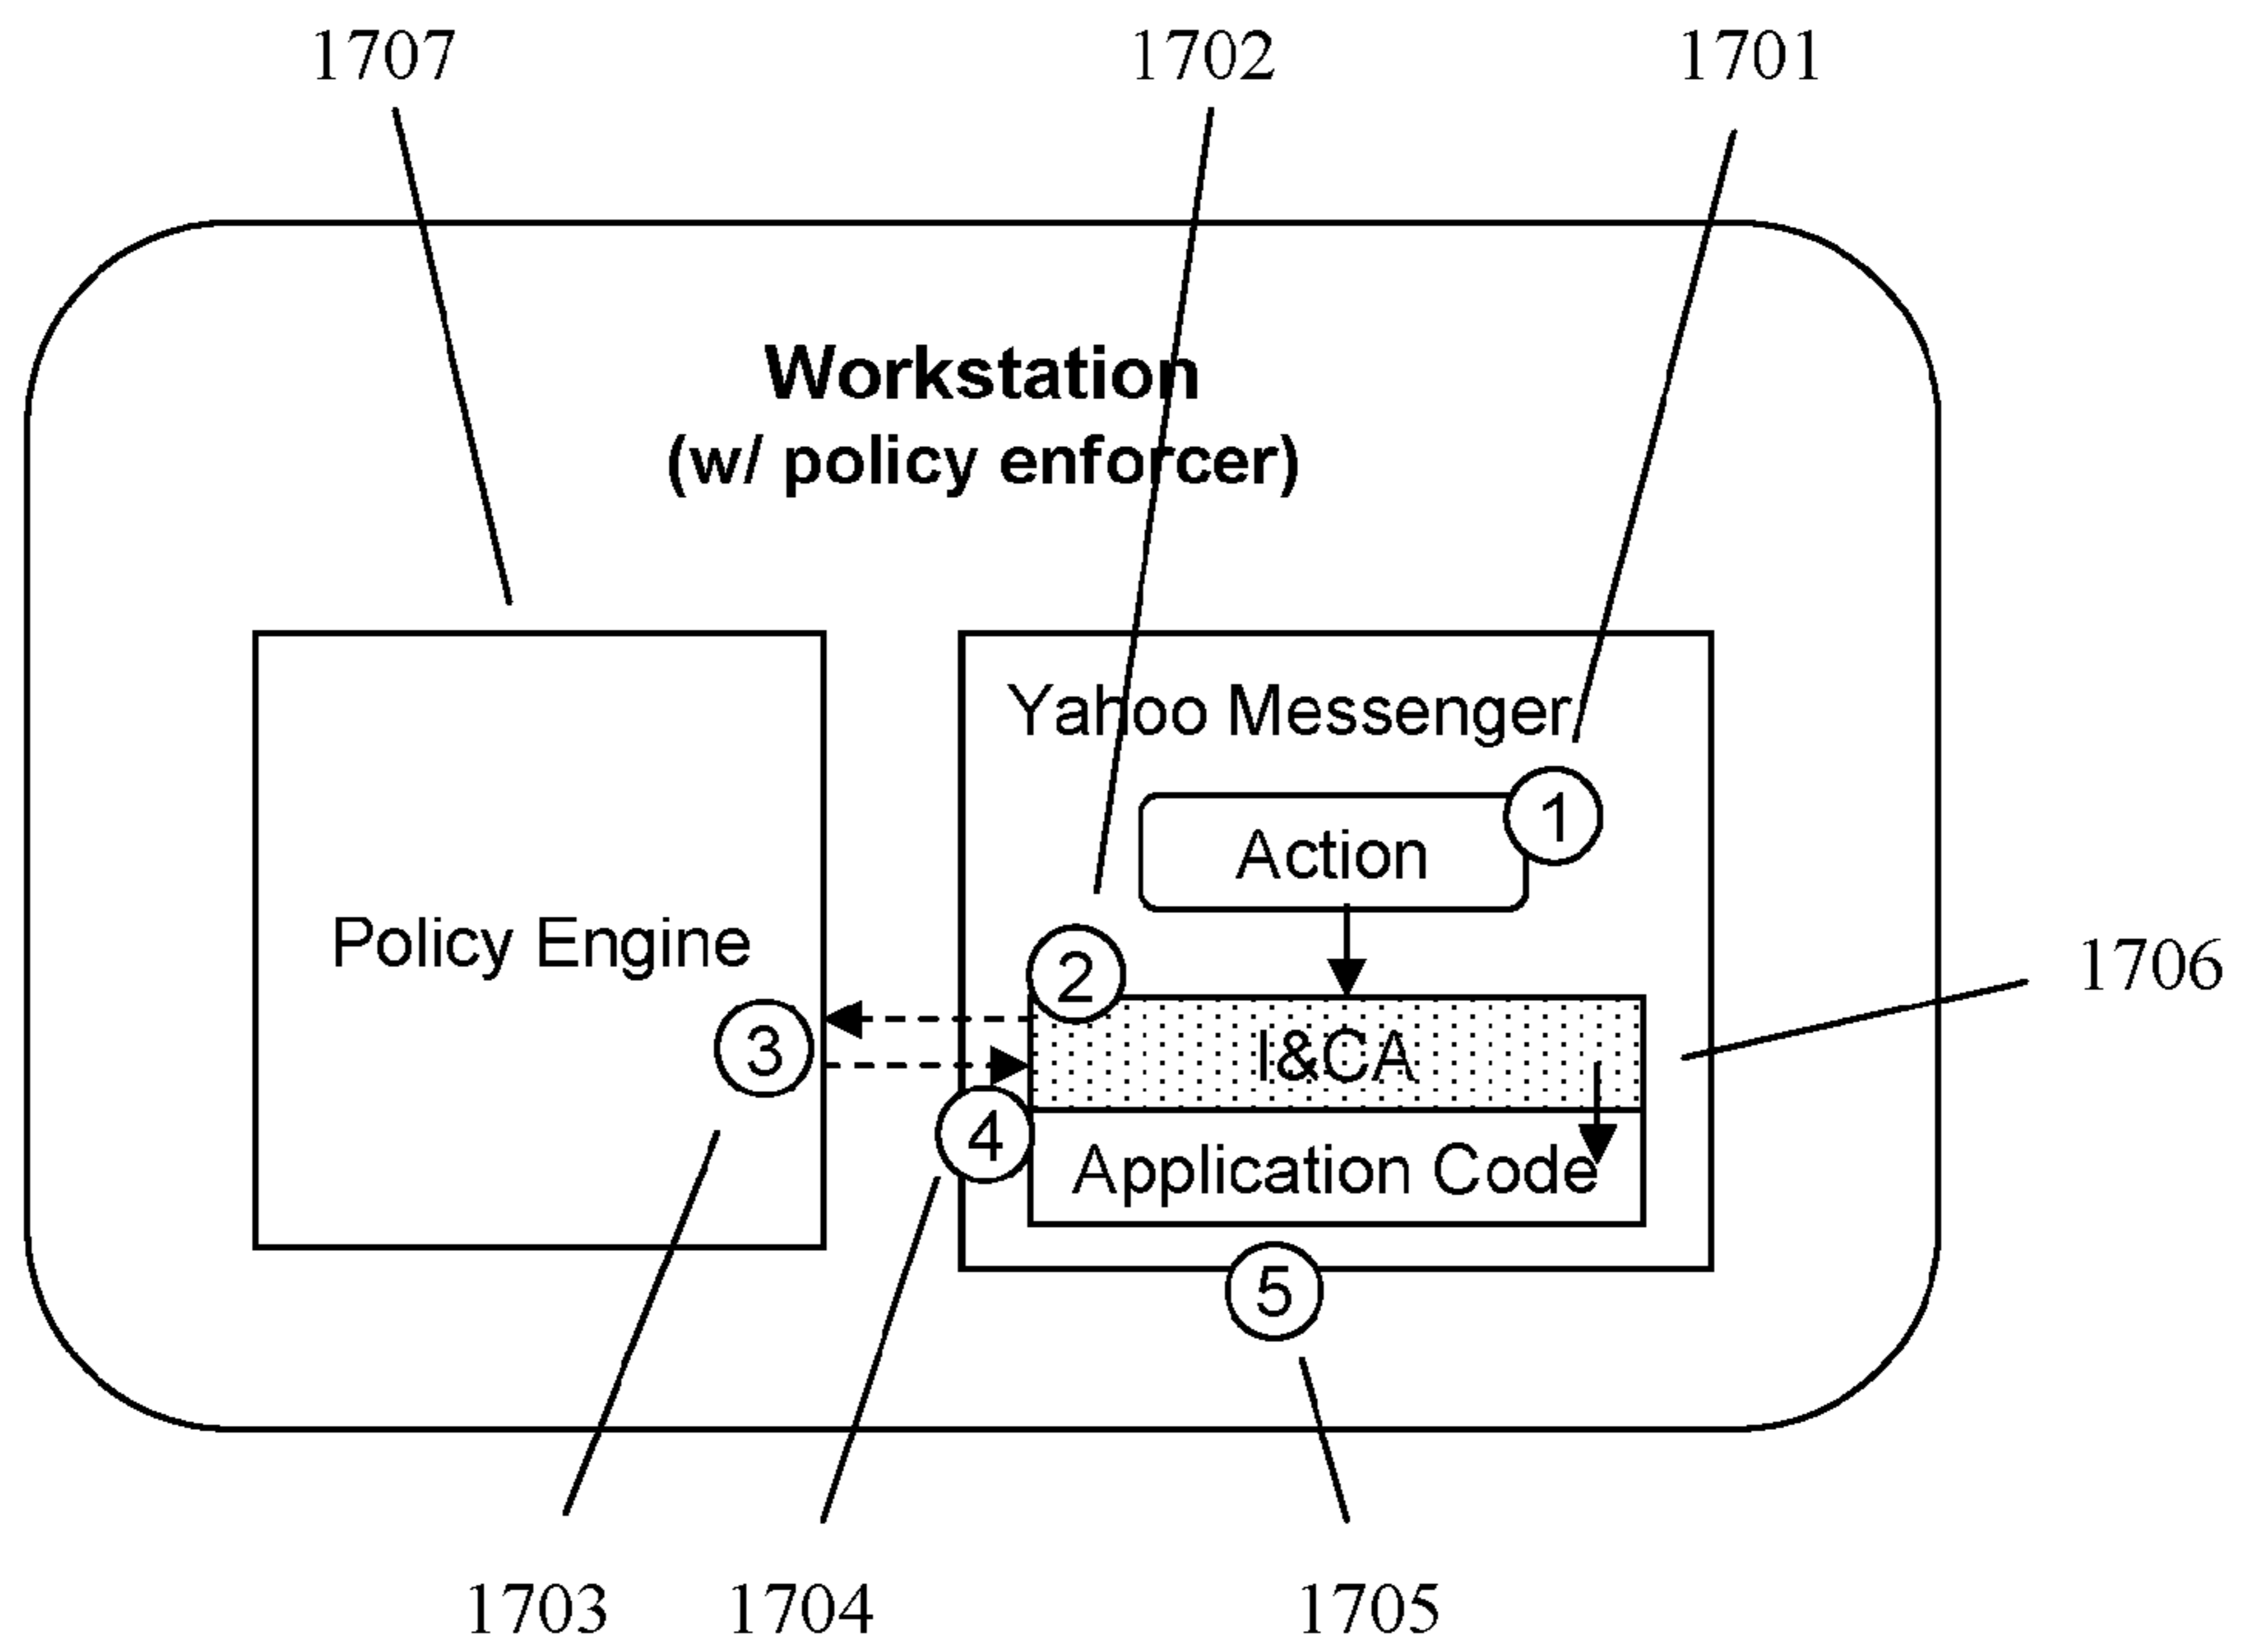 1707
1702
1701
Workstation
(w/ policy enforcer)
Yahoo Messenger
1
Action
Policy Engine
2
1706
3
I&CA
4
Application Code
5
1703
1704
1705